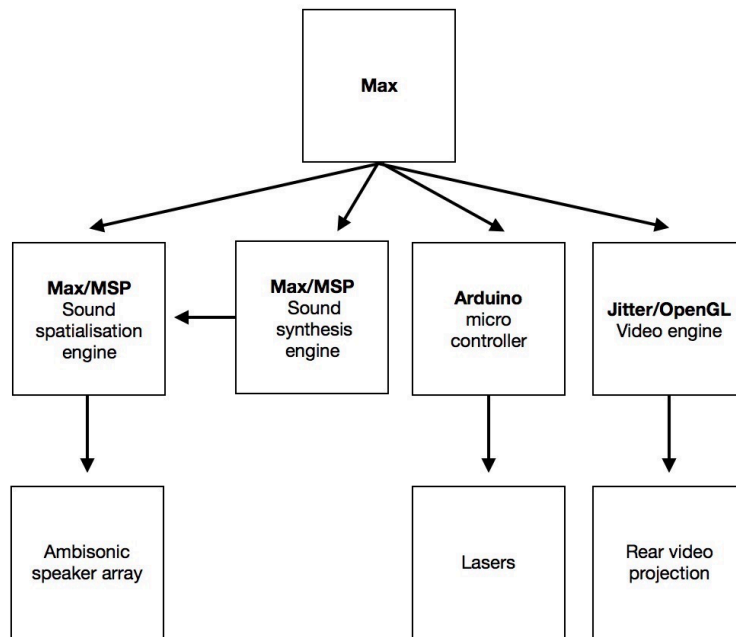 Max
Max/MSP
Sound
spatialisation
engine
Max/MSP
Sound
synthesis
engine
Arduino
micro
controller
Jitter/OpenGL
Video engine
Ambisonic
speaker array
Lasers
Rear video
projection